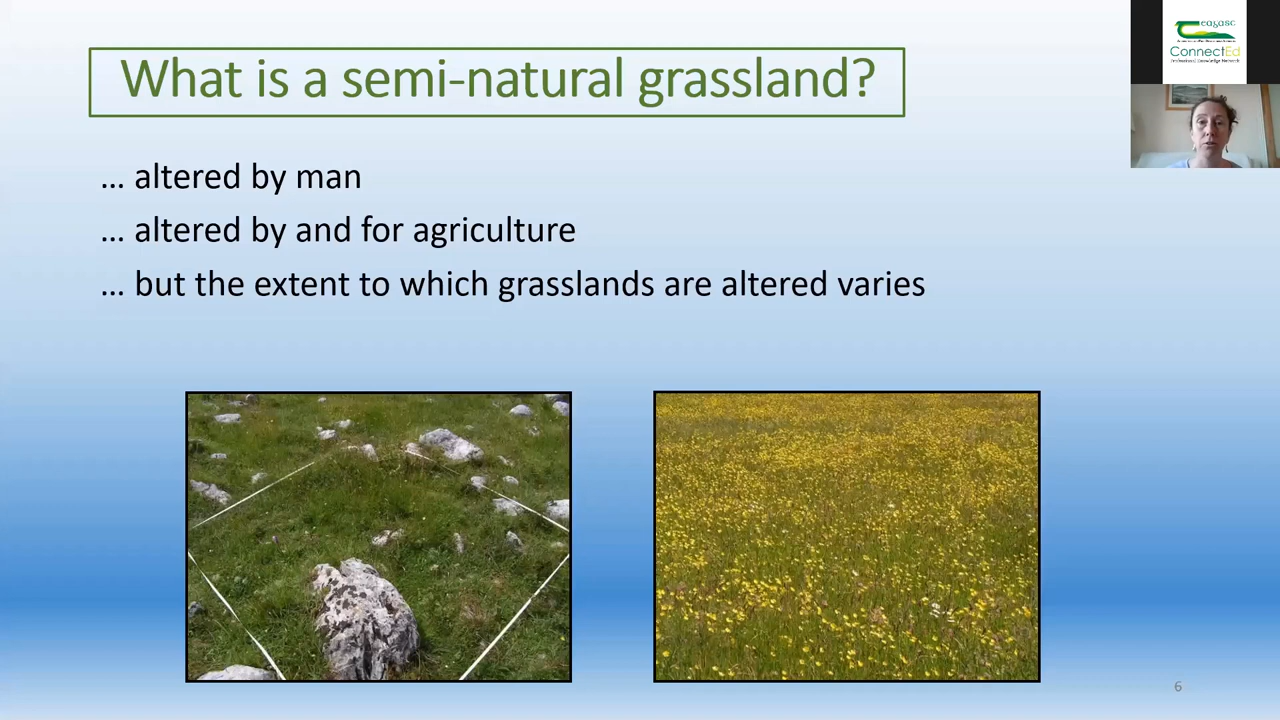 What is a semi-natural grassland?
... altered by man
... altered by and for agriculture
... but the extent to which grasslands are altered varies
eagasc
ConnectEd
6